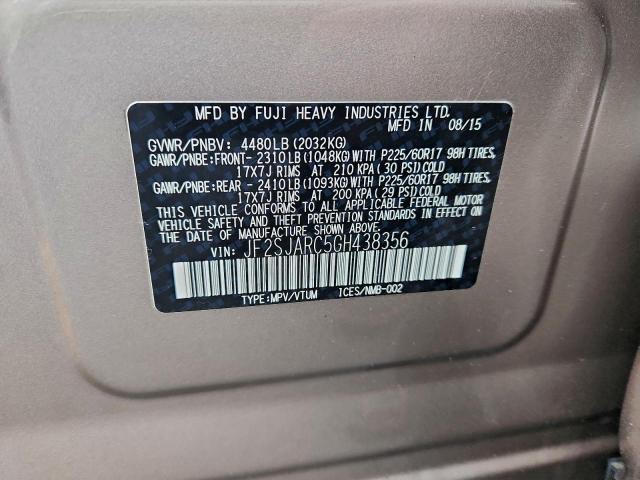 MFD BY FUJI HEAVY INDUSTRIES LTD.
MFD IN 08/15
GVWR/PNBV: 4480LB(2032KG)
GAWR/PNBE:FRONT- 2310LB(1048KG)WITH P225/60R17 98H TIRES,
17X7J RIMS AT 210 KPA(30 PSI)COLD
GAWR/PNBE:REAR - 2410LB(1093KG)WITH P225/60R17 98H TIRES,
17X7J RIMS AT 200 KPA(29 PSI)COLD
THIS VEHICLE CONFORMS TO ALL APPLICABLE FEDERAL MOTOR
VEHICLE SAFETY AND THEFT PREVENTION STANDARDS IN EFFECT ON
THE DATE OF MANUFACTURE SHOWN ABOVE.
VIN: JF2SJARC5GH438356
TYPE:MPV/VTUM ICES/NMB-002